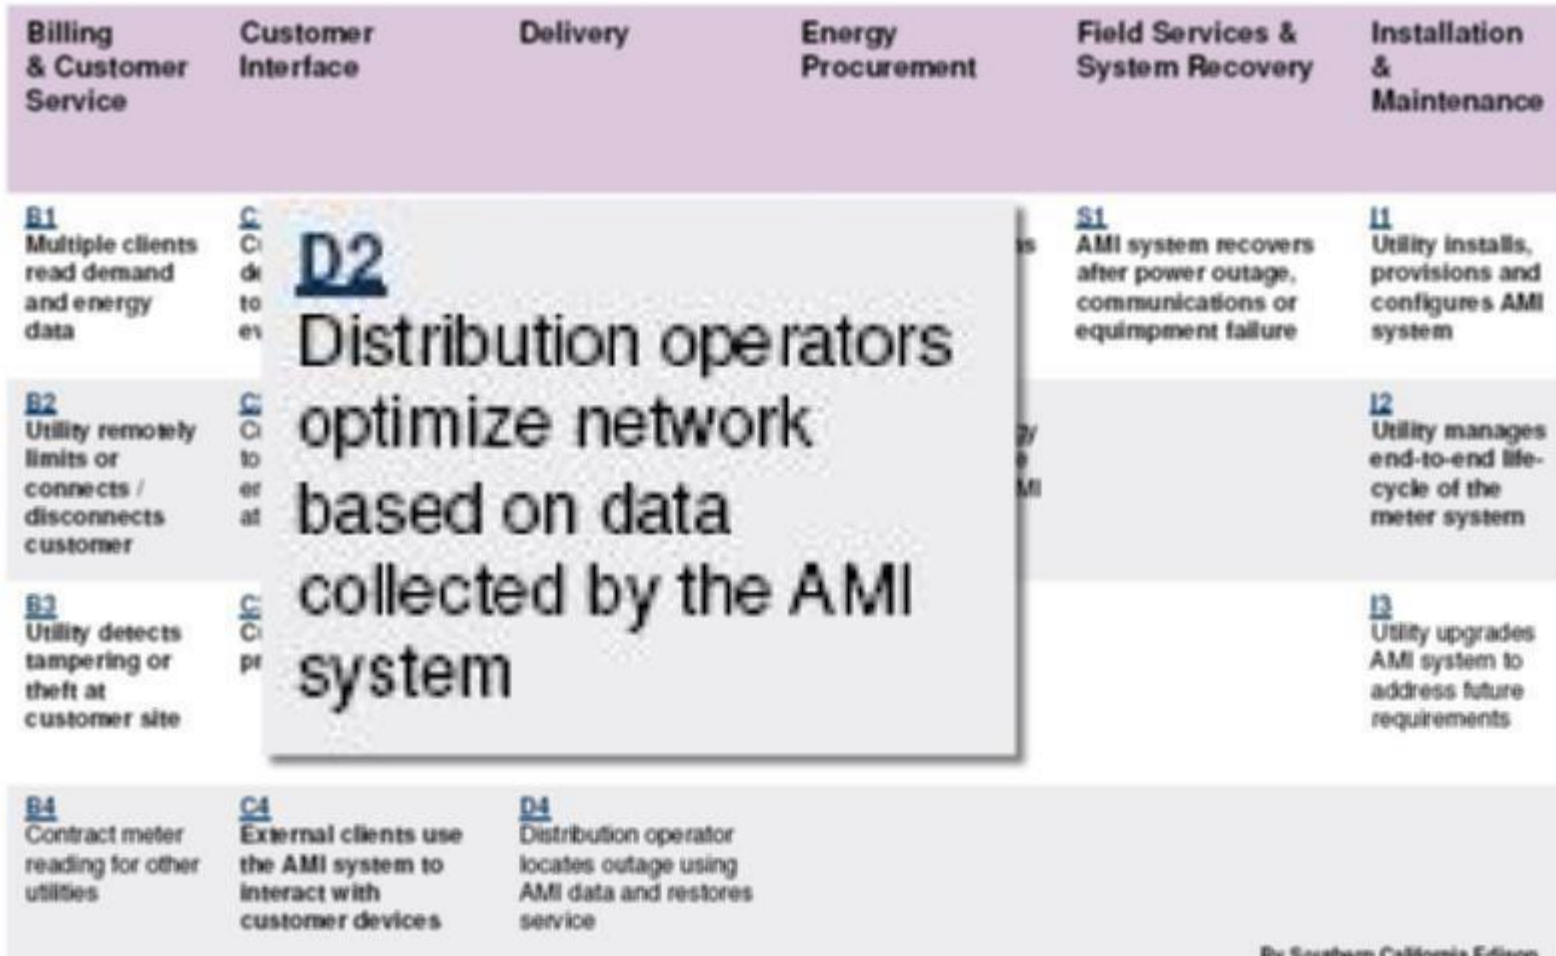 Billing
& Customer
Service
Customer
Interface
Delivery
Energy
Procurement
Field Services &
System Recovery
Installation
&
Maintenance
B1
Multiple clients
read demand
and energy
data
D2
Distribution operators
optimize network
based on data
collected by the AMI
system
S1
AMI system recovers
after power outage,
communications or
equimpment failure
I1
Utility installs,
provisions and
configures AMI
system
B2
Utility remotely
limits or
connects /
disconnects
customer
I2
Utility manages
end-to-end life-
cycle of the
meter system
B3
Utility detects
tampering or
theft at
customer site
I3
Utility upgrades
AMI system to
address future
requirements
B4
Contract meter
reading for other
utilities
C4
External clients use
the AMI system to
interact with
customer devices
D4
Distribution operator
locates outage using
AMI data and restores
service
By Southern California Edison